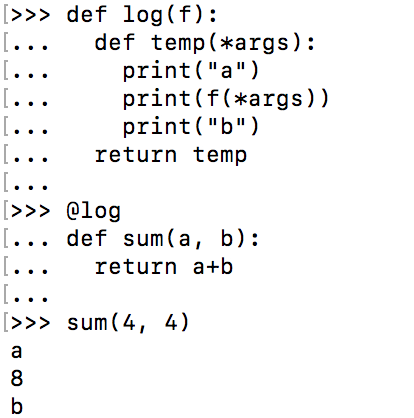 [>>> def log(f):
[...   def temp(*args):
[...     print("a")
[...     print(f(*args))
[...     print("b")
[...   return temp
[...
[>>> @log
[... def sum(a, b):
[...   return a+b
[...
[>>> sum(4, 4)
a
8
b